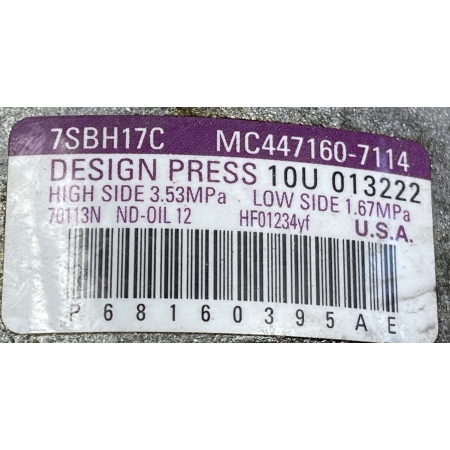 7SBH17C MC447160-7114
DESIGN PRESS 10U 013222
HIGH SIDE 3.53MPa LOW SIDE 1.67MPa
70113N ND-OIL 12 HFO1234yf U.S.A.
P68160395AE